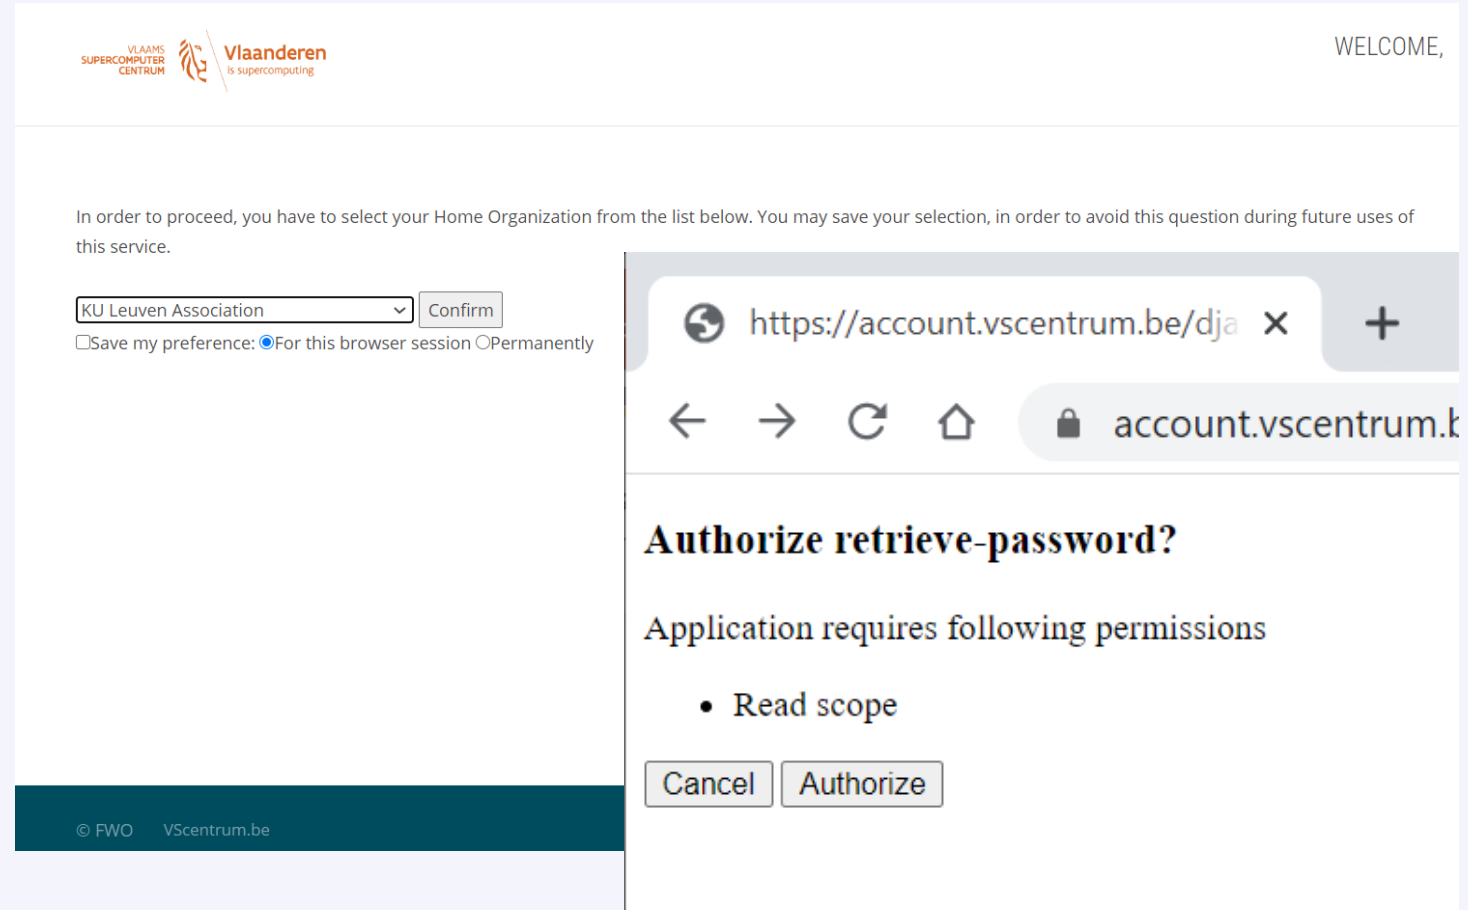 VLAAMS
SUPERCOMPUTER
CENTRUM
Vlaanderen
is supercomputing
WELCOME,
In order to proceed, you have to select your Home Organization from the list below. You may save your selection, in order to avoid this question during future uses of
this service.
KU Leuven Association
Confirm
Save my preference: For this browser session Permanently
© FWO VScentrum.be
https://account.vscentrum.be/dja
account.vscentrum.b
Authorize retrieve-password?
Application requires following permissions
• Read scope
Cancel Authorize